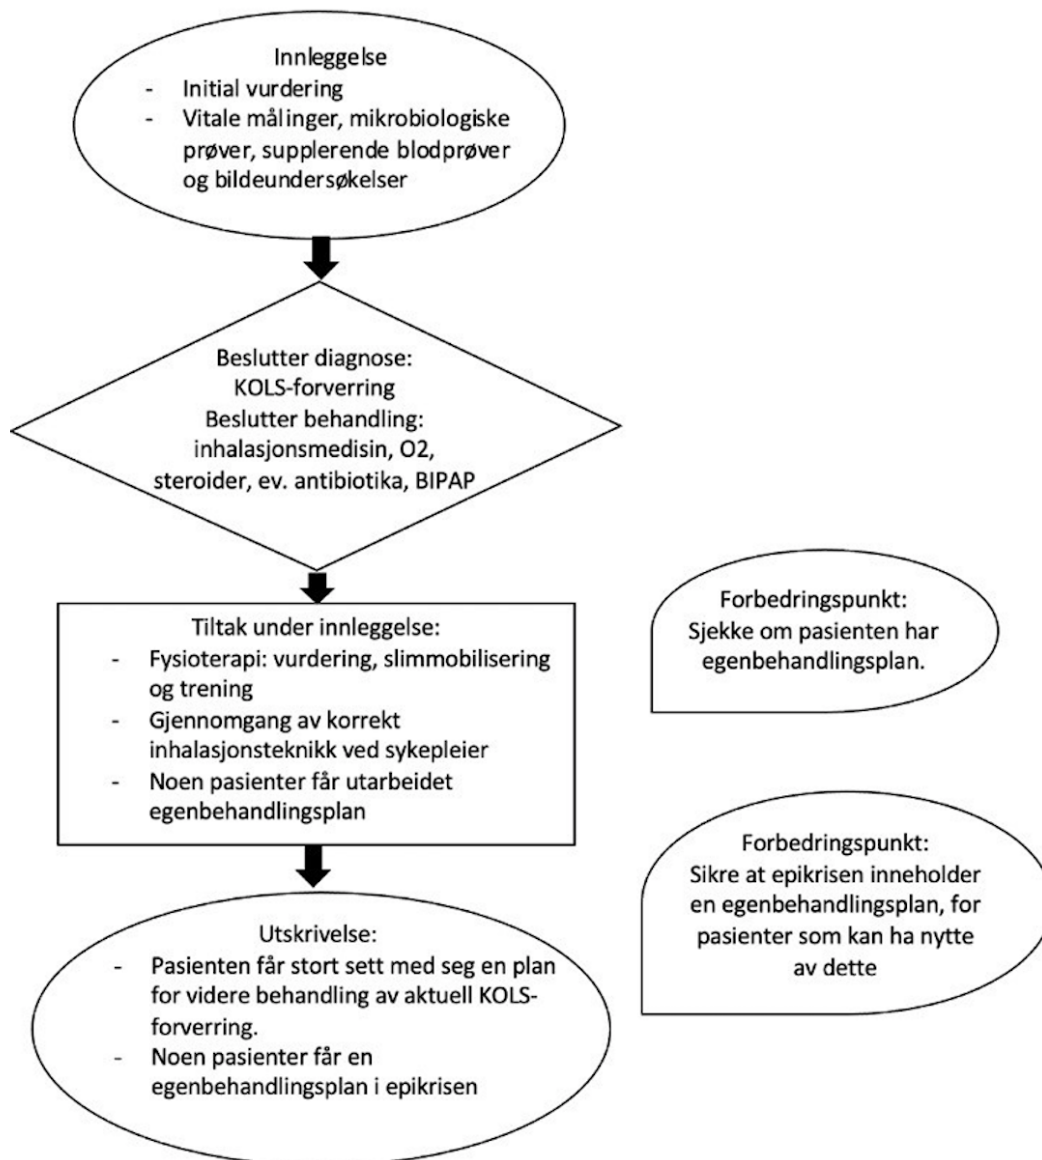 Innleggelse
- Initial vurdering
- Vitale målinger, mikrobiologiske
prøver, supplerende blodprøver
og bildeundersøkelser
Beslutter diagnose:
KOLS-forverring
Beslutter behandling:
inhalasjonsmedisin, O2,
steroider, ev. antibiotika, BIPAP
Tiltak under innleggelse:
- Fysioterapi: vurdering, slimmobilisering
og trening
- Gjennomgang av korrekt
inhalasjonsteknikk ved sykepleier
- Noen pasienter får utarbeidet
egenbehandlingsplan
Forbedringspunkt:
Sjekke om pasienten har
egenbehandlingsplan.
Utskrivelse:
- Pasienten får stort sett med seg en plan
for videre behandling av aktuell KOLS-
forverring.
- Noen pasienter får en
egenbehandlingsplan i epikrisen
Forbedringspunkt:
Sikre at epikrisen inneholder
en egenbehandlingsplan, for
pasienter som kan ha nytte
av dette